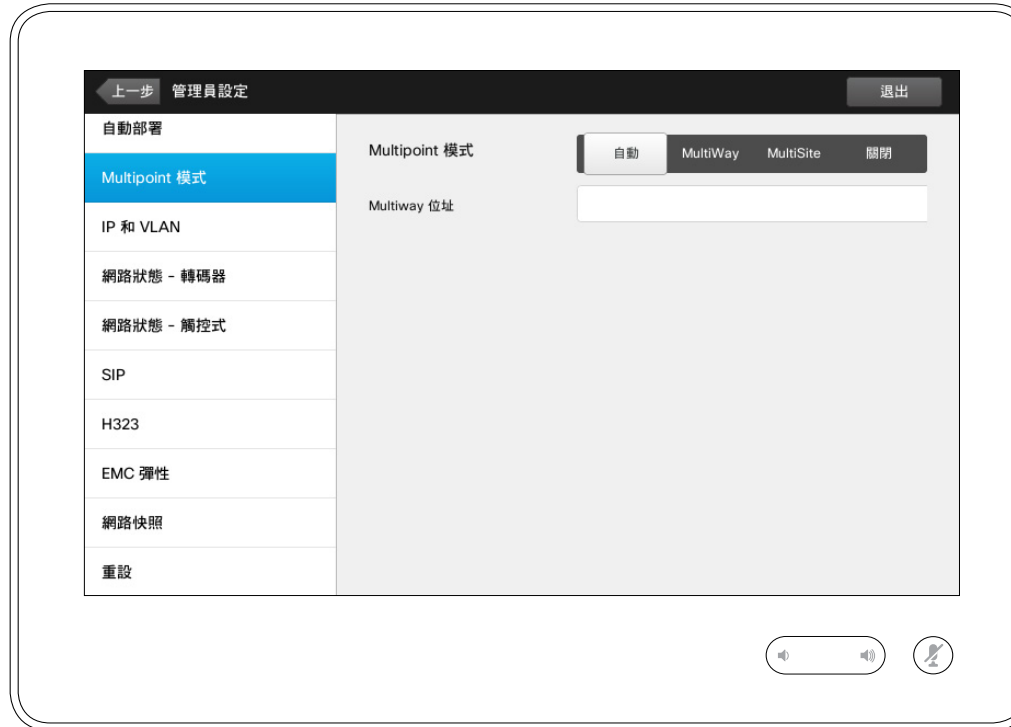 上一步 管理員設定 退出
自動部署
Multipoint 模式
IP 和 VLAN
網路狀態 - 轉碼器
網路狀態 - 觸控式
SIP
H323
EMC 彈性
網路快照
重設
Multipoint 模式 自動 MultiWay MultiSite 關閉
Multiway 位址